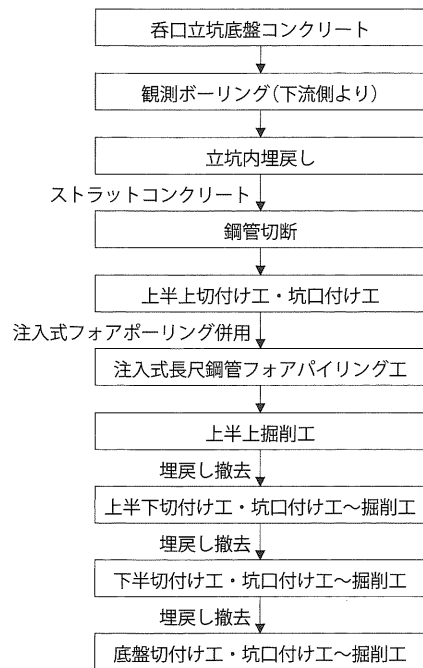 呑口立坑底盤コンクリート
観測ボーリング(下流側より)
立坑内埋戻し
ストラットコンクリート
鋼管切断
上半上切付け工・坑口付け工
注入式フォアポーリング併用
注入式長尺鋼管フォアパイリング工
上半上掘削工
埋戻し撤去
上半下切付け工・坑口付け工~掘削工
埋戻し撤去
下半切付け工・坑口付け工~掘削工
埋戻し撤去
底盤切付け工・坑口付け工~掘削工